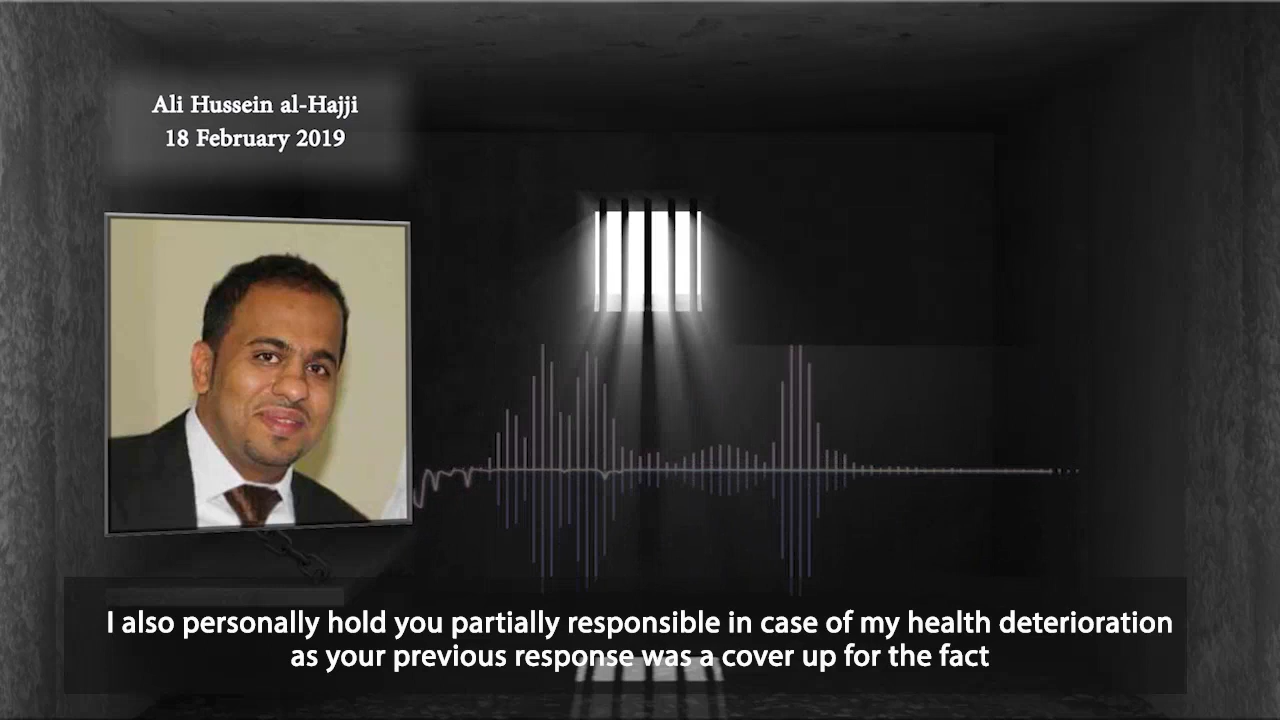 Ali Hussein al-Hajji
18 February 2019
I also personally hold you partially responsible in case of my health deterioration
as your previous response was a cover up for the fact